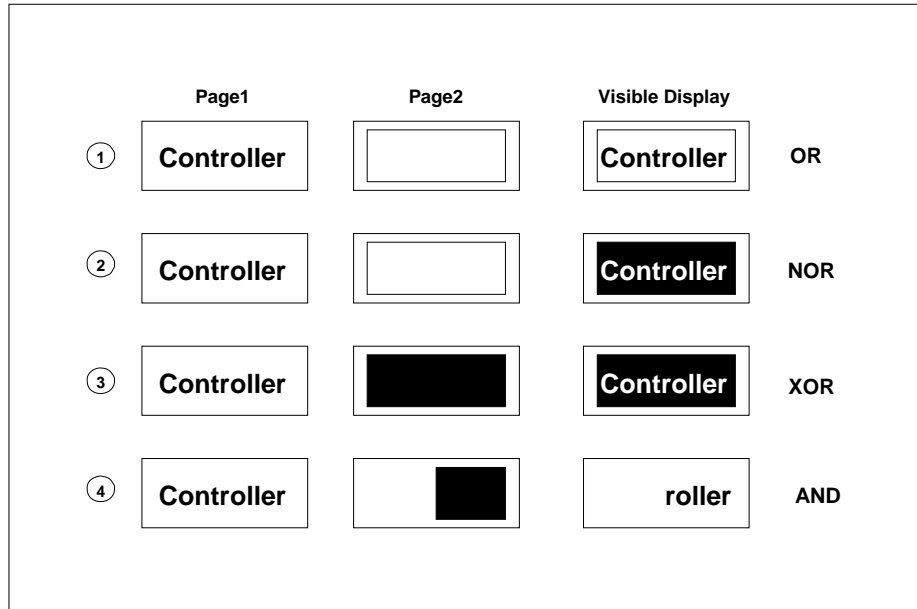 Page1 Page2 Visible Display
1 Controller Controller OR
2 Controller Controller NOR
3 Controller Controller XOR
4 Controller roller AND